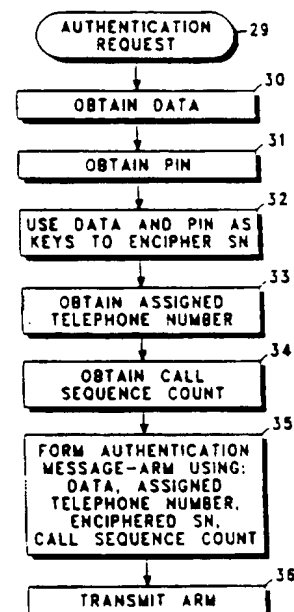 AUTHENTICATION
REQUEST
29
30
OBTAIN DATA
31
OBTAIN PIN
32
USE DATA AND PIN AS
KEYS TO ENCIPHER SN
33
OBTAIN ASSIGNED
TELEPHONE NUMBER
34
OBTAIN CALL
SEQUENCE COUNT
35
FORM AUTHENTICATION
MESSAGE-ARM USING:
DATA, ASSIGNED
TELEPHONE NUMBER,
ENCIPHERED SN,
CALL SEQUENCE COUNT
36
TRANSMIT ARM